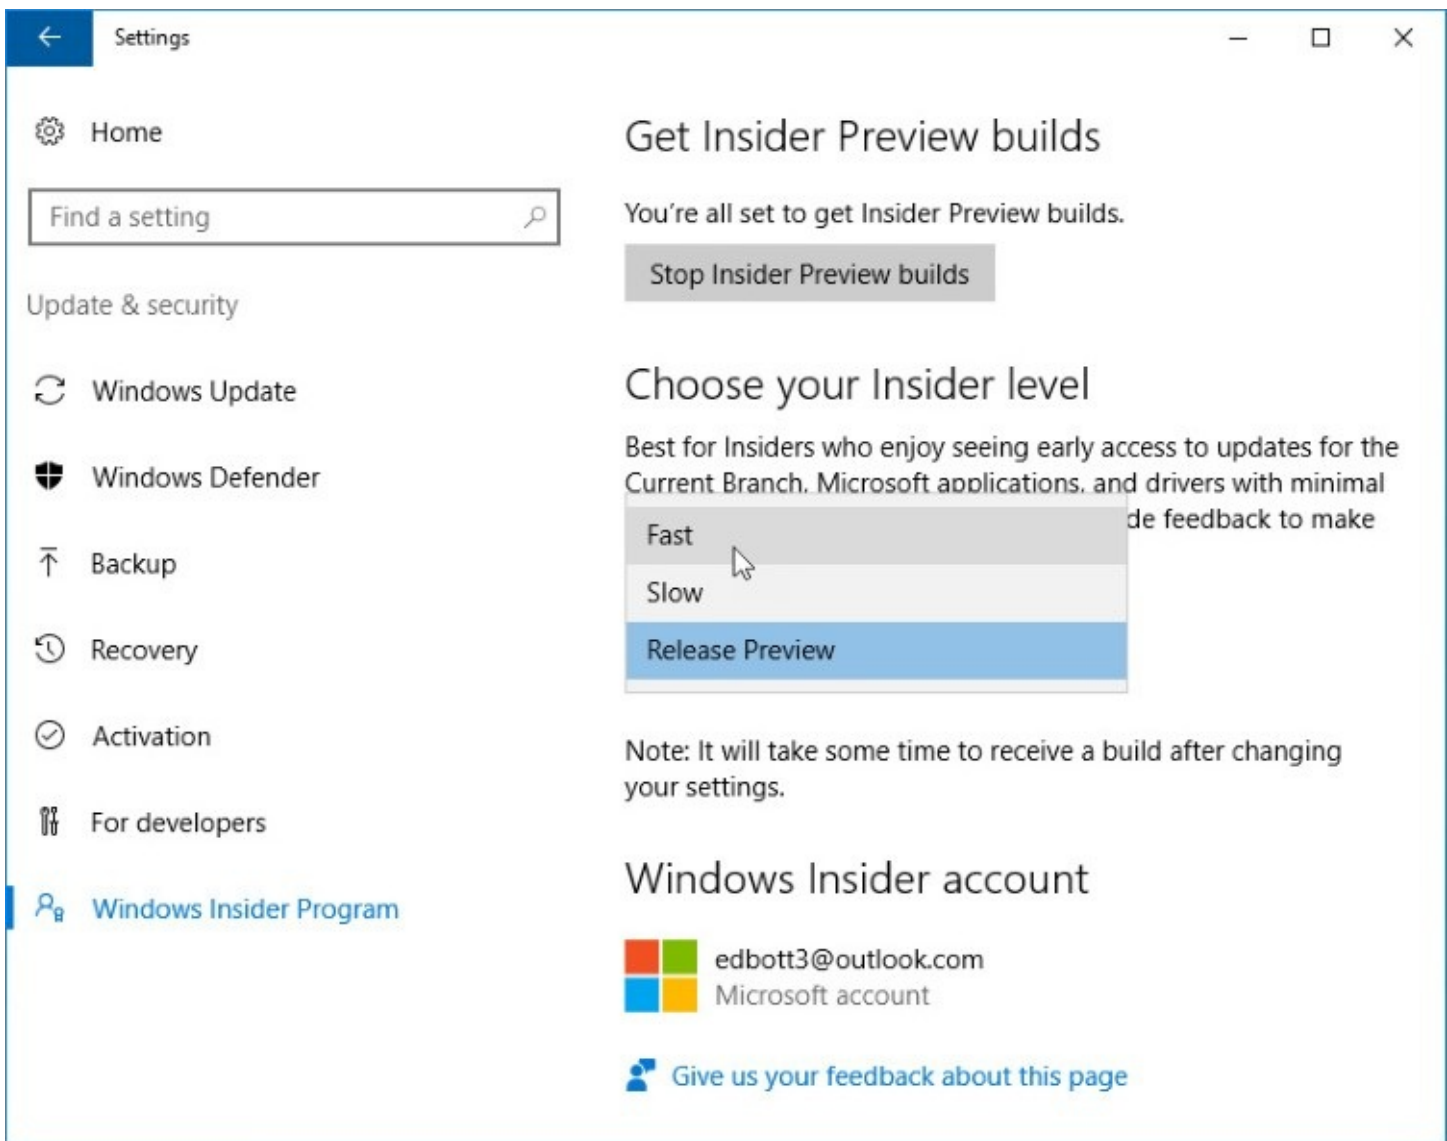 Settings
Home
Find a setting
Update & security
Windows Update
Windows Defender
Backup
Recovery
Activation
For developers
Windows Insider Program
Get Insider Preview builds
You're all set to get Insider Preview builds.
Stop Insider Preview builds
Choose your Insider level
Best for Insiders who enjoy seeing early access to updates for the
Current Branch, Microsoft applications, and drivers with minimal
de feedback to make
Fast
Slow
Release Preview
Note: It will take some time to receive a build after changing
your settings.
Windows Insider account
edbott3@outlook.com
Microsoft account
Give us your feedback about this page